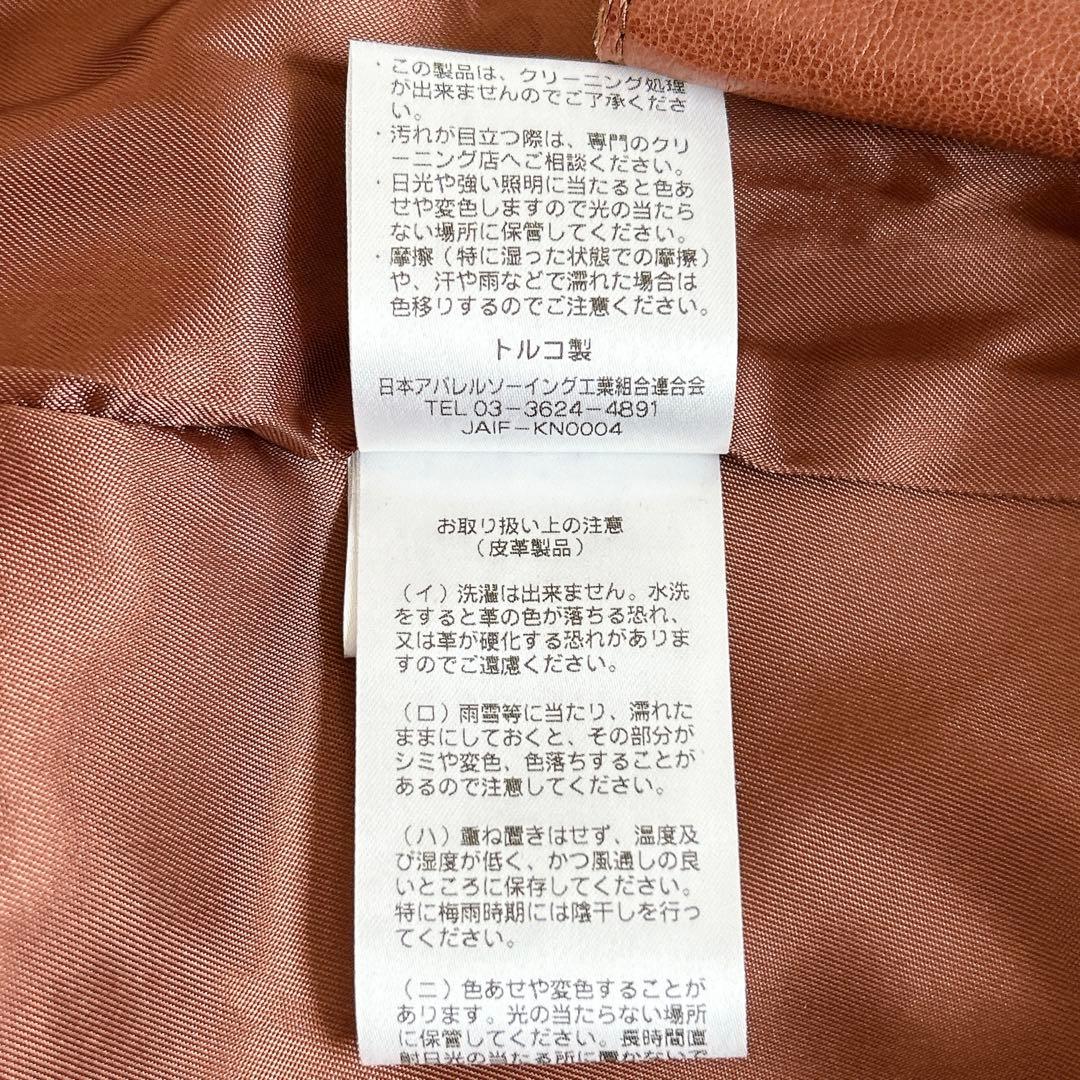 ・この製品は、クリーニング処理
が出来ませんのでご了承くださ
い。
・汚れが目立つ際は、専門のクリ
ーニング店へご相談ください。
・日光や強い照明に当たると色あ
せや変色しますので光の当たら
ない場所に保管してください。
・摩擦(特に湿った状態での摩擦)
や、汗や雨などで濡れた場合は
色移りするのでご注意ください。
トルコ製
日本アパレルソーイング工業組合連合会
TEL 03-3624-4891
JAIF-KN0004
お取り扱い上の注意
(皮革製品)
(イ)洗濯は出来ません。水洗
をすると革の色が落ちる恐れ、
又は革が硬化する恐れがありま
すのでご遠慮ください。
(ロ)雨雪等に当たり、濡れた
ままにしておくと、その部分が
シミや変色、色落ちすることが
あるので注意してください。
(ハ)重ね置きはせず、温度及
び湿度が低く、かつ風通しの良
いところに保存してください。
特に梅雨時期には陰干しを行っ
てください。
(ニ)色あせや変色することが
あります。光の当たらない場所
に保管してください。長時間直
射日光の当たる所に置かないで